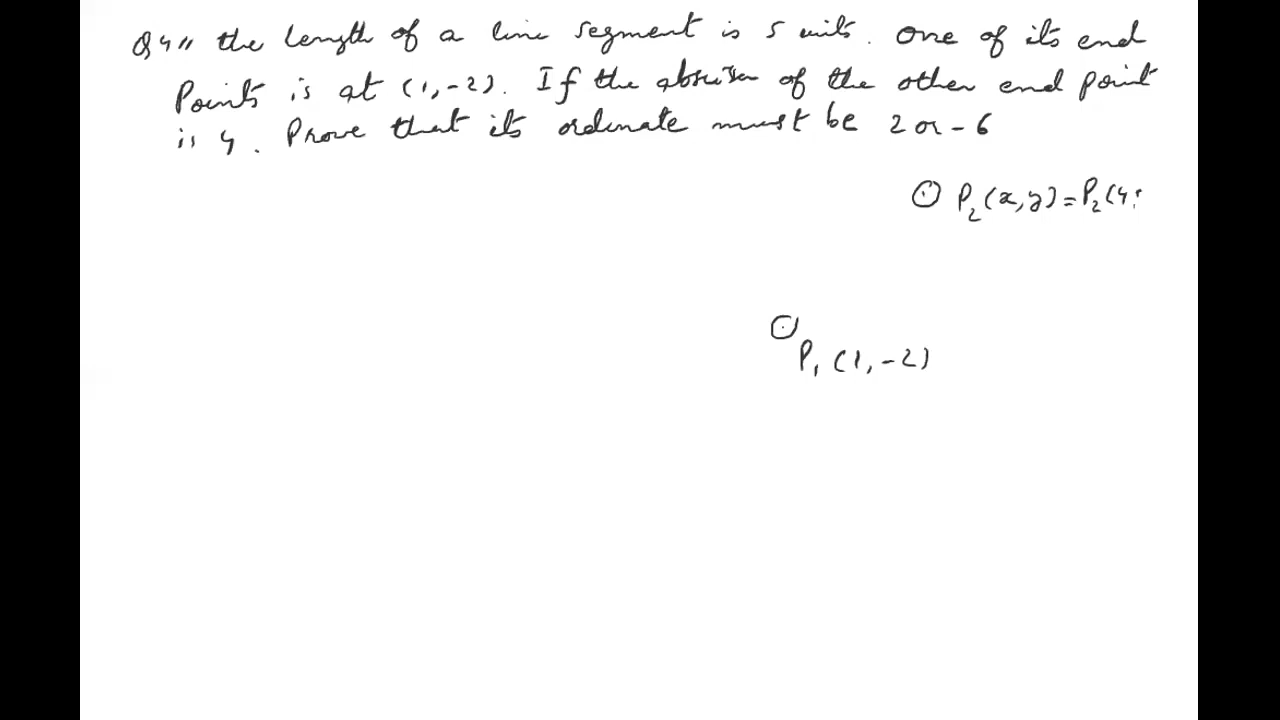 Q4" the length of a line segment is 5 units. One of its end
Points is at (1,-2). If the abscissa of the other end point
is 4. Prove that its ordinate must be 2 or -6
P₂(x,y)=P₂(4,
P₁(1,-2)